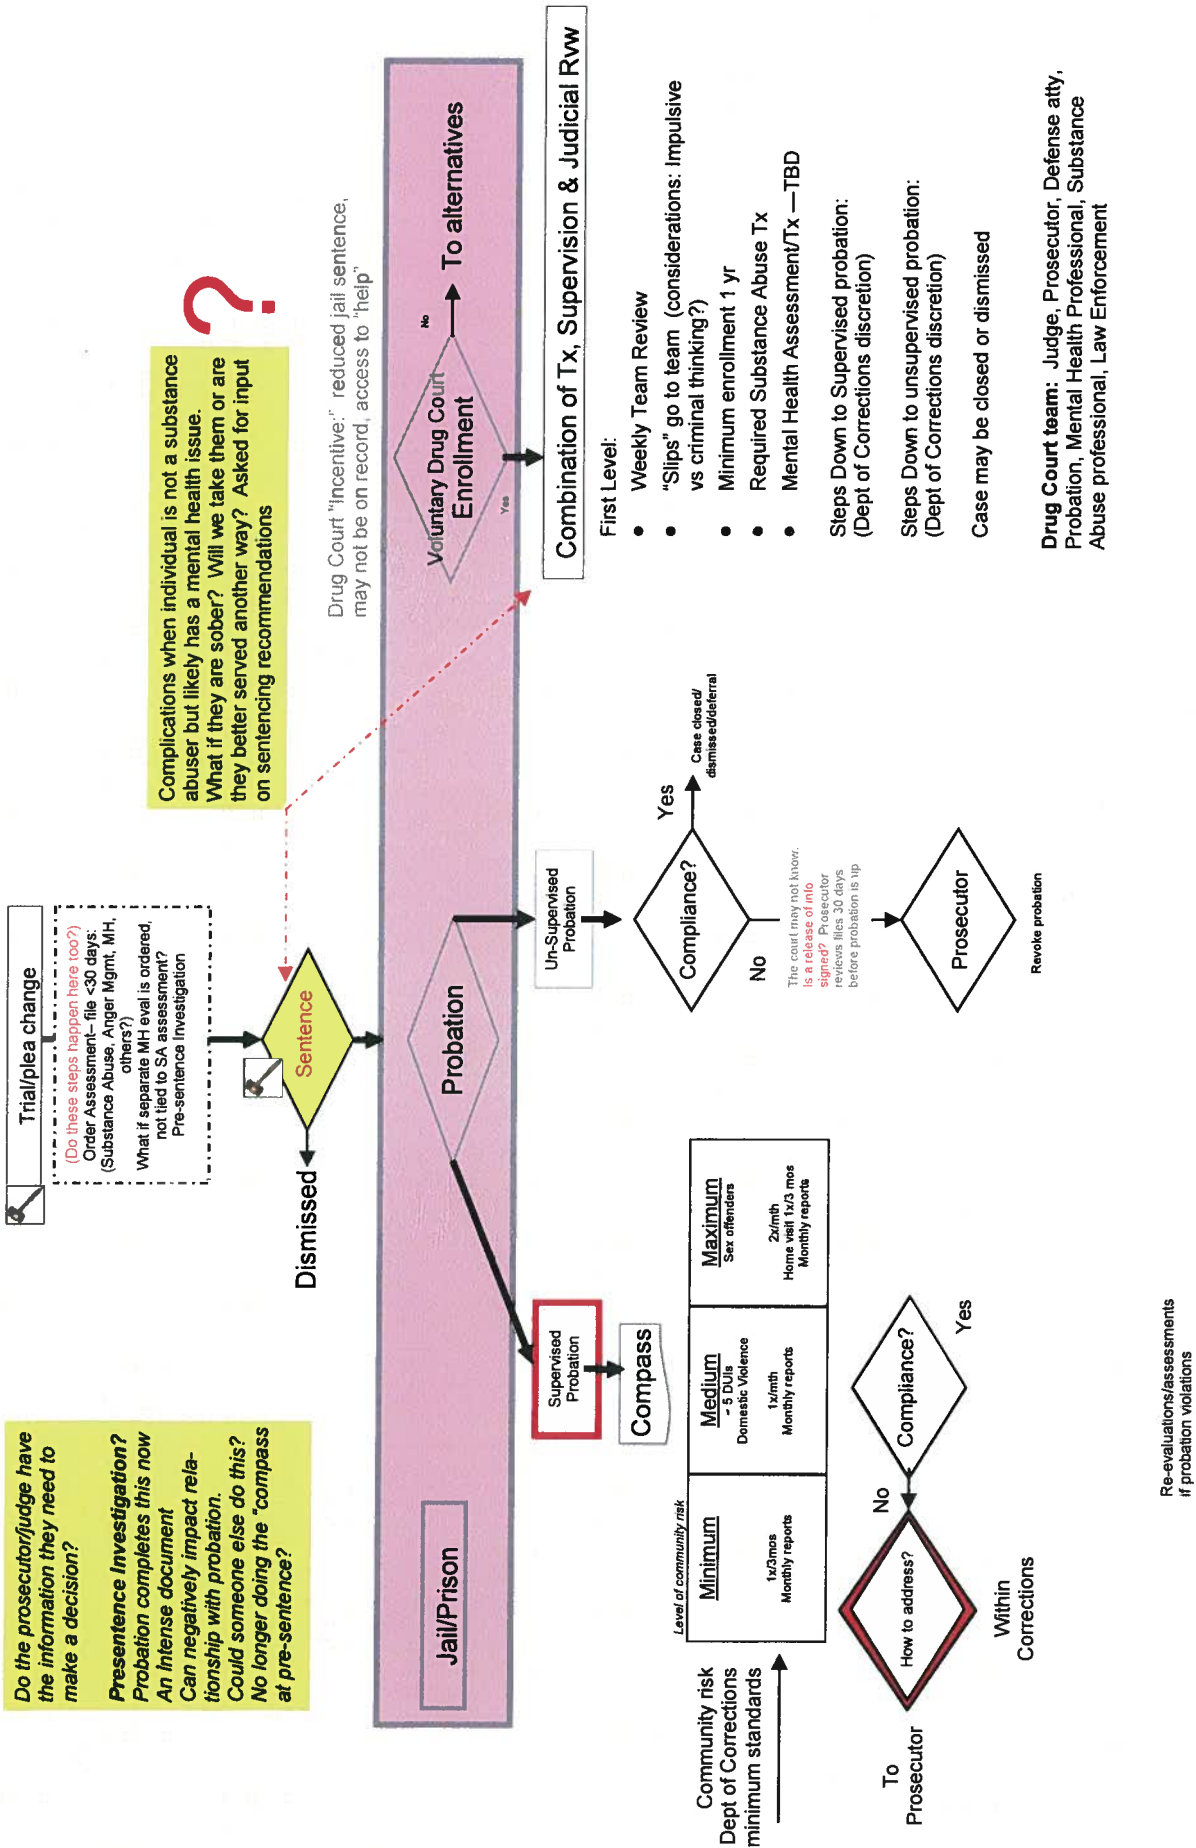 Do the prosecutor/judge have
the information they need to
make a decision?
Presentence Investigation?
Probation completes this now
An Intense document
Can negatively impact rela-
tionship with probation.
Could someone else do this?
No longer doing the “compass
at pre-sentence?
Trial/plea change
(Do these steps happen here too?)
Order Assessment– file <30 days:
(Substance Abuse, Anger Mgmt, MH,
others?)
What if separate MH eval is ordered,
not tied to SA assessment?
Pre-sentence Investigation
Sentence
Dismissed
Complications when individual is not a substance
abuser but likely has a mental health issue.
What if they are sober? Will we take them or are
they better served another way? Asked for input
on sentencing recommendations
?
Drug Court “Incentive:” reduced jail sentence,
may not be on record, access to “help”
Jail/Prison
Probation
Voluntary Drug Court
Enrollment
No
To alternatives
Yes
Supervised
Probation
Compass
Level of community risk
Minimum
1x/3mos
Monthly reports
Medium
~ 5 DUIs
Domestic Violence
1x/mth
Monthly reports
Maximum
Sex offenders
2x/mth
Home visit 1x/3 mos
Monthly reports
Community risk
Dept of Corrections
minimum standards
Compliance?
Yes
No
How to address?
To
Prosecutor
Within
Corrections
Re-evaluations/assessments
if probation violations
Un-Supervised
Probation
Compliance?
Yes
Case closed/
dismissed/deferral
No
The court may not know.
Is a release of info
signed? Prosecutor
reviews files 30 days
before probation is up
Prosecutor
Revoke probation
Combination of Tx, Supervision & Judicial Rvw
First Level:
• Weekly Team Review
• “Slips” go to team (considerations: Impulsive
vs criminal thinking?)
• Minimum enrollment 1 yr
• Required Substance Abuse Tx
• Mental Health Assessment/Tx —TBD
Steps Down to Supervised probation:
(Dept of Corrections discretion)
Steps Down to unsupervised probation:
(Dept of Corrections discretion)
Case may be closed or dismissed
Drug Court team: Judge, Prosecutor, Defense atty,
Probation, Mental Health Professional, Substance
Abuse professional, Law Enforcement